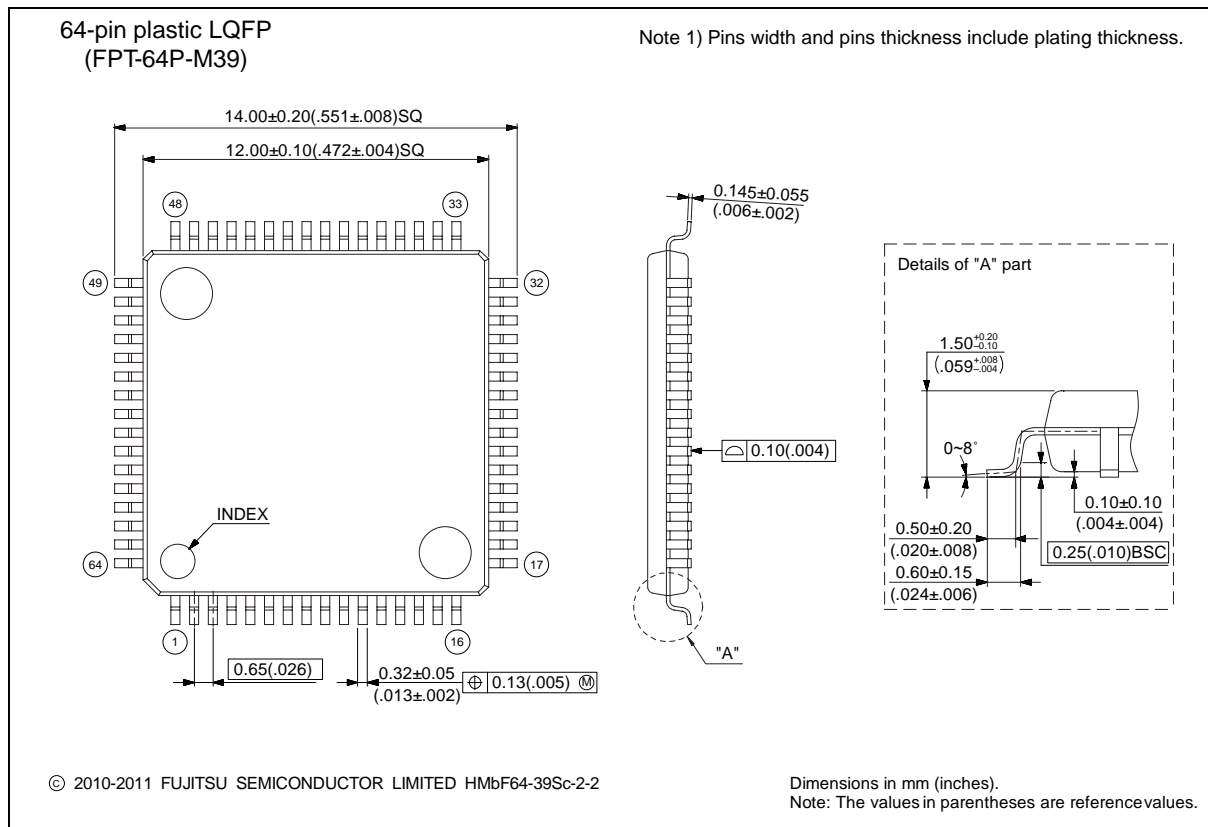 64-pin plastic LQFP
(FPT-64P-M39)
Note 1) Pins width and pins thickness include plating thickness.
14.00±0.20(.551±.008)SQ
12.00±0.10(.472±.004)SQ
48
33
49
32
INDEX
64
17
1
16
0.65(.026)
0.32±0.05
(.013±.002)
0.13(.005) Ⓜ
0.145±0.055
(.006±.002)
0.10(.004)
"A"
Details of "A" part
1.50 +0.20 –0.10
(.059 +.008 –.004)
0~8°
0.50±0.20
(.020±.008)
0.60±0.15
(.024±.006)
0.10±0.10
(.004±.004)
0.25(.010)BSC
© 2010-2011 FUJITSU SEMICONDUCTOR LIMITED HMbF64-39Sc-2-2
Dimensions in mm (inches).
Note: The values in parentheses are reference values.